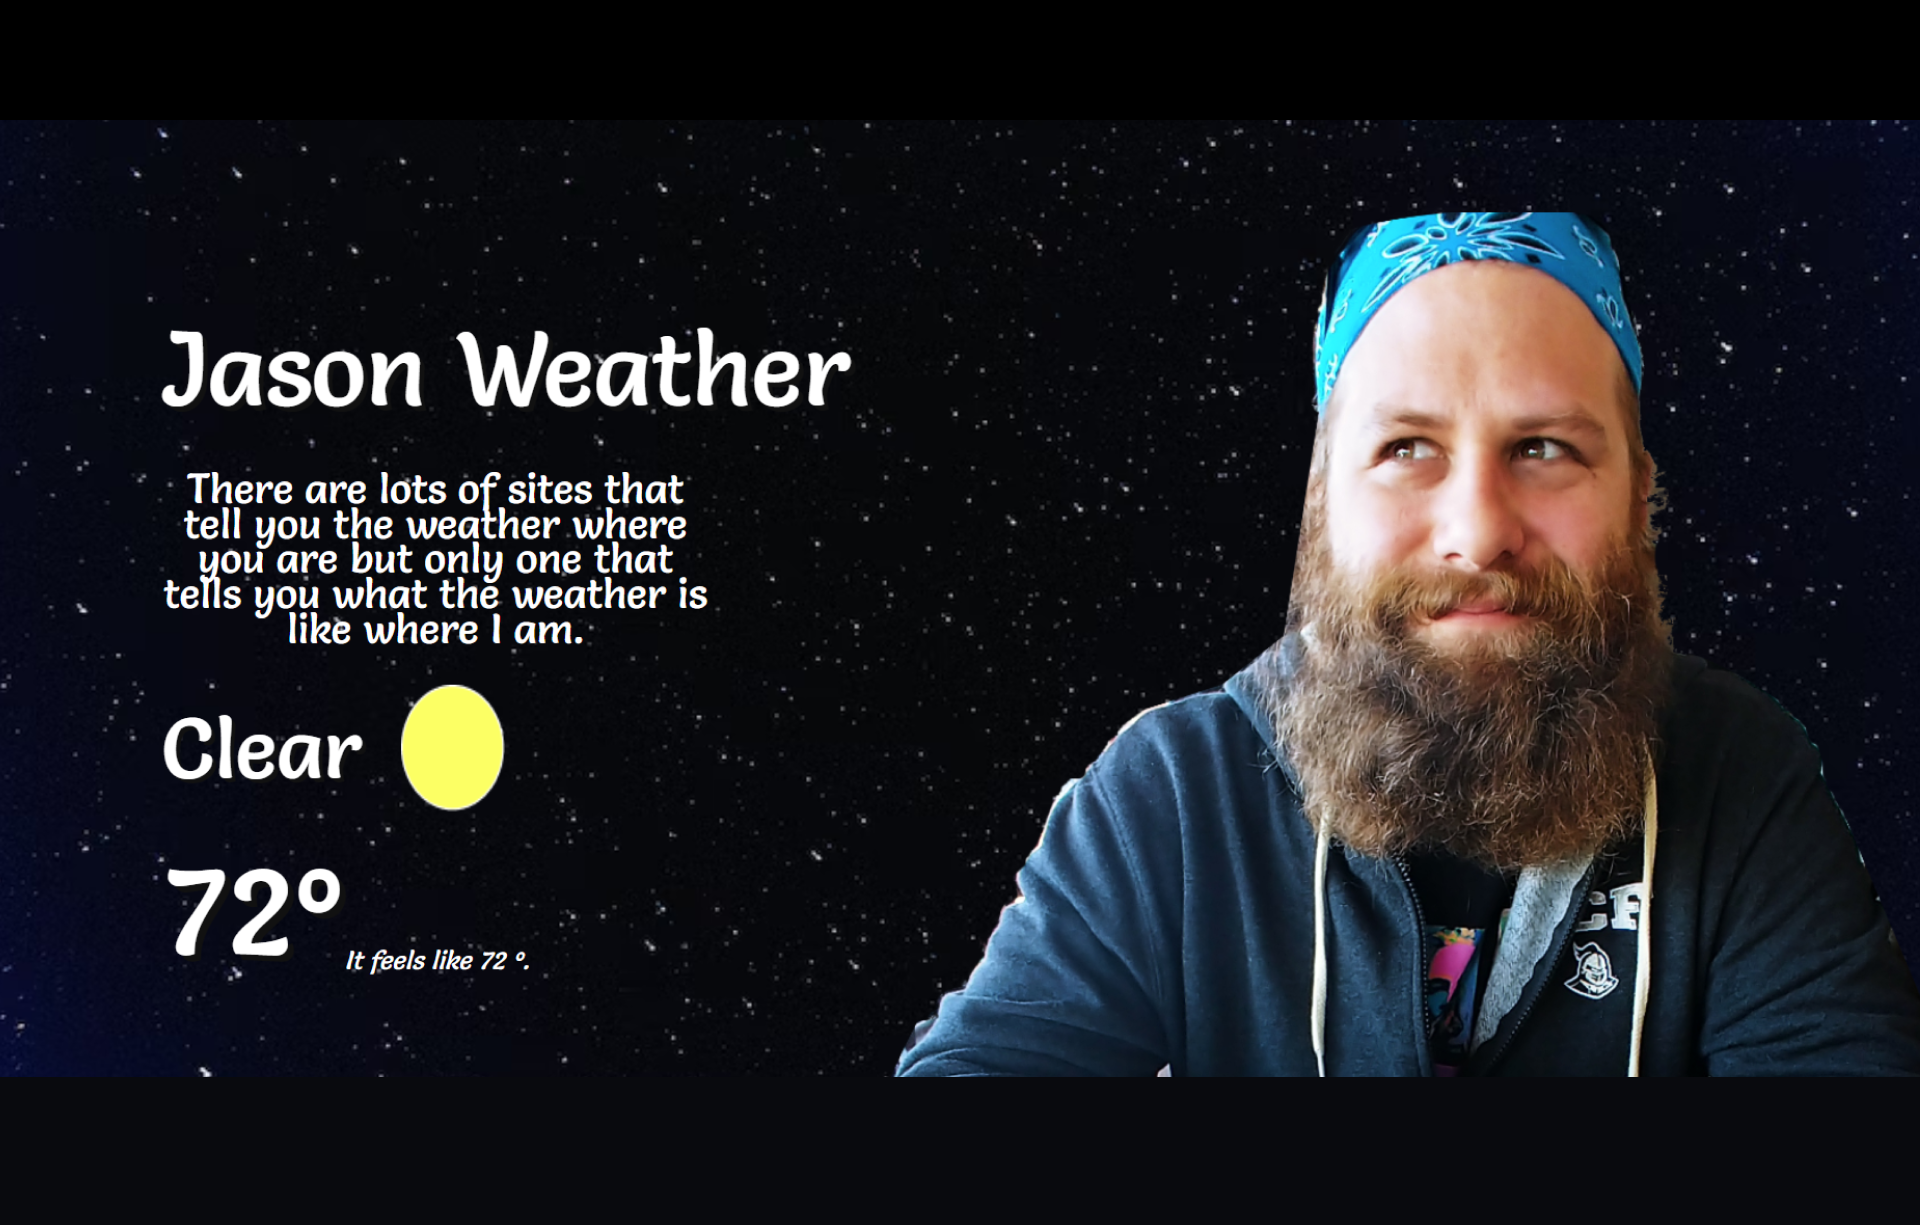 Jason Weather
There are lots of sites that
tell you the weather where
you are but only one that
tells you what the weather is
like where I am.
Clear
72°
It feels like 72 °.